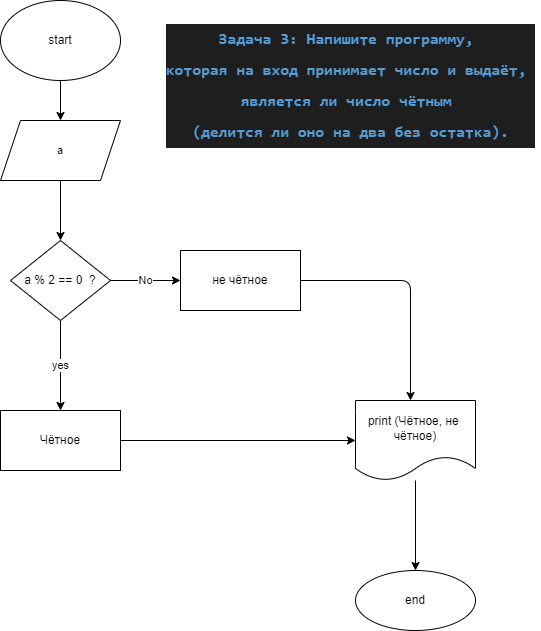 start
Задача 3: Напишите программу,
которая на вход принимает число и выдаёт,
является ли число чётным
(делится ли оно на два без остатка).
a
a % 2 == 0 ?
No
не чётное
yes
Чётное
print (Чётное, не
чётное)
end